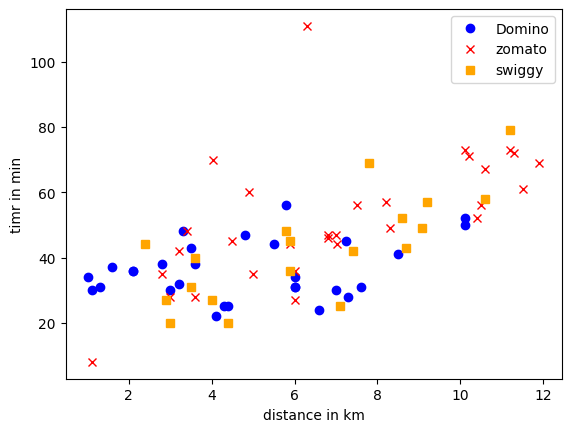 Domino
zomato
swiggy
100
80
60
40
20
timr in min
2 4 6 8 10 12
distance in km